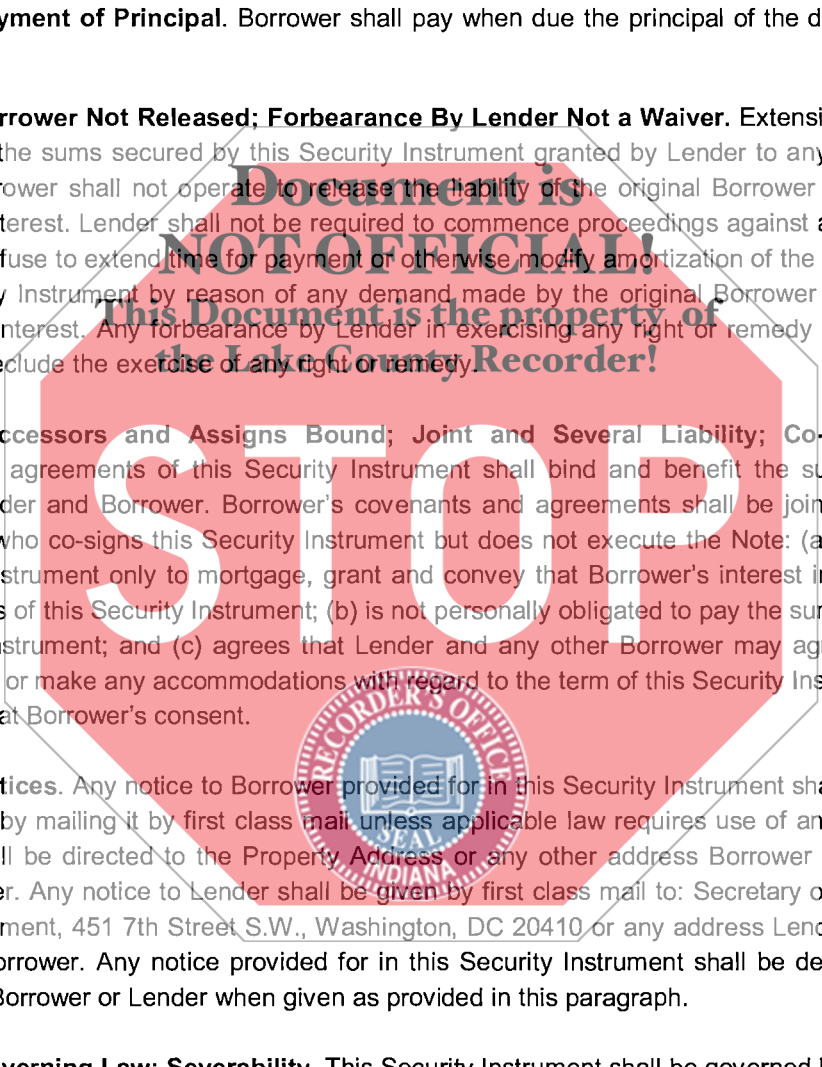 yment of Principal. Borrower shall pay when due the principal of the d
rrower Not Released; Forbearance By Lender Not a Waiver. Extensi
the sums secured by this Security Instrument granted by Lender to any
rower shall not operate to release the liability of the original Borrower
terest. Lender shall not be required to commence proceedings against a
fuse to extend time for payment or otherwise modify amortization of the
y Instrument by reason of any demand made by the original Borrower
nterest. Any forbearance by Lender in exercising any right or remedy
eclude the exercise of any right or remedy.
Document is
NOT OFFICIAL!
This Document is the property of
the Lake County Recorder!
STOP
ccessors and Assigns Bound; Joint and Several Liability; Co-
agreements of this Security Instrument shall bind and benefit the su
der and Borrower. Borrower's covenants and agreements shall be join
who co-signs this Security Instrument but does not execute the Note: (a
strument only to mortgage, grant and convey that Borrower's interest i
s of this Security Instrument; (b) is not personally obligated to pay the su
strument; and (c) agrees that Lender and any other Borrower may ag
or make any accommodations with regard to the term of this Security Ins
at Borrower's consent.
RECORDER'S OFFICE
SEAL
INDIANA
tices. Any notice to Borrower provided for in this Security Instrument sha
by mailing it by first class mail unless applicable law requires use of an
ll be directed to the Property Address or any other address Borrower
er. Any notice to Lender shall be given by first class mail to: Secretary o
ment, 451 7th Street S.W., Washington, DC 20410 or any address Lend
orrower. Any notice provided for in this Security Instrument shall be de
Borrower or Lender when given as provided in this paragraph.
verning Law; Severability. This Security Instrument shall be governed